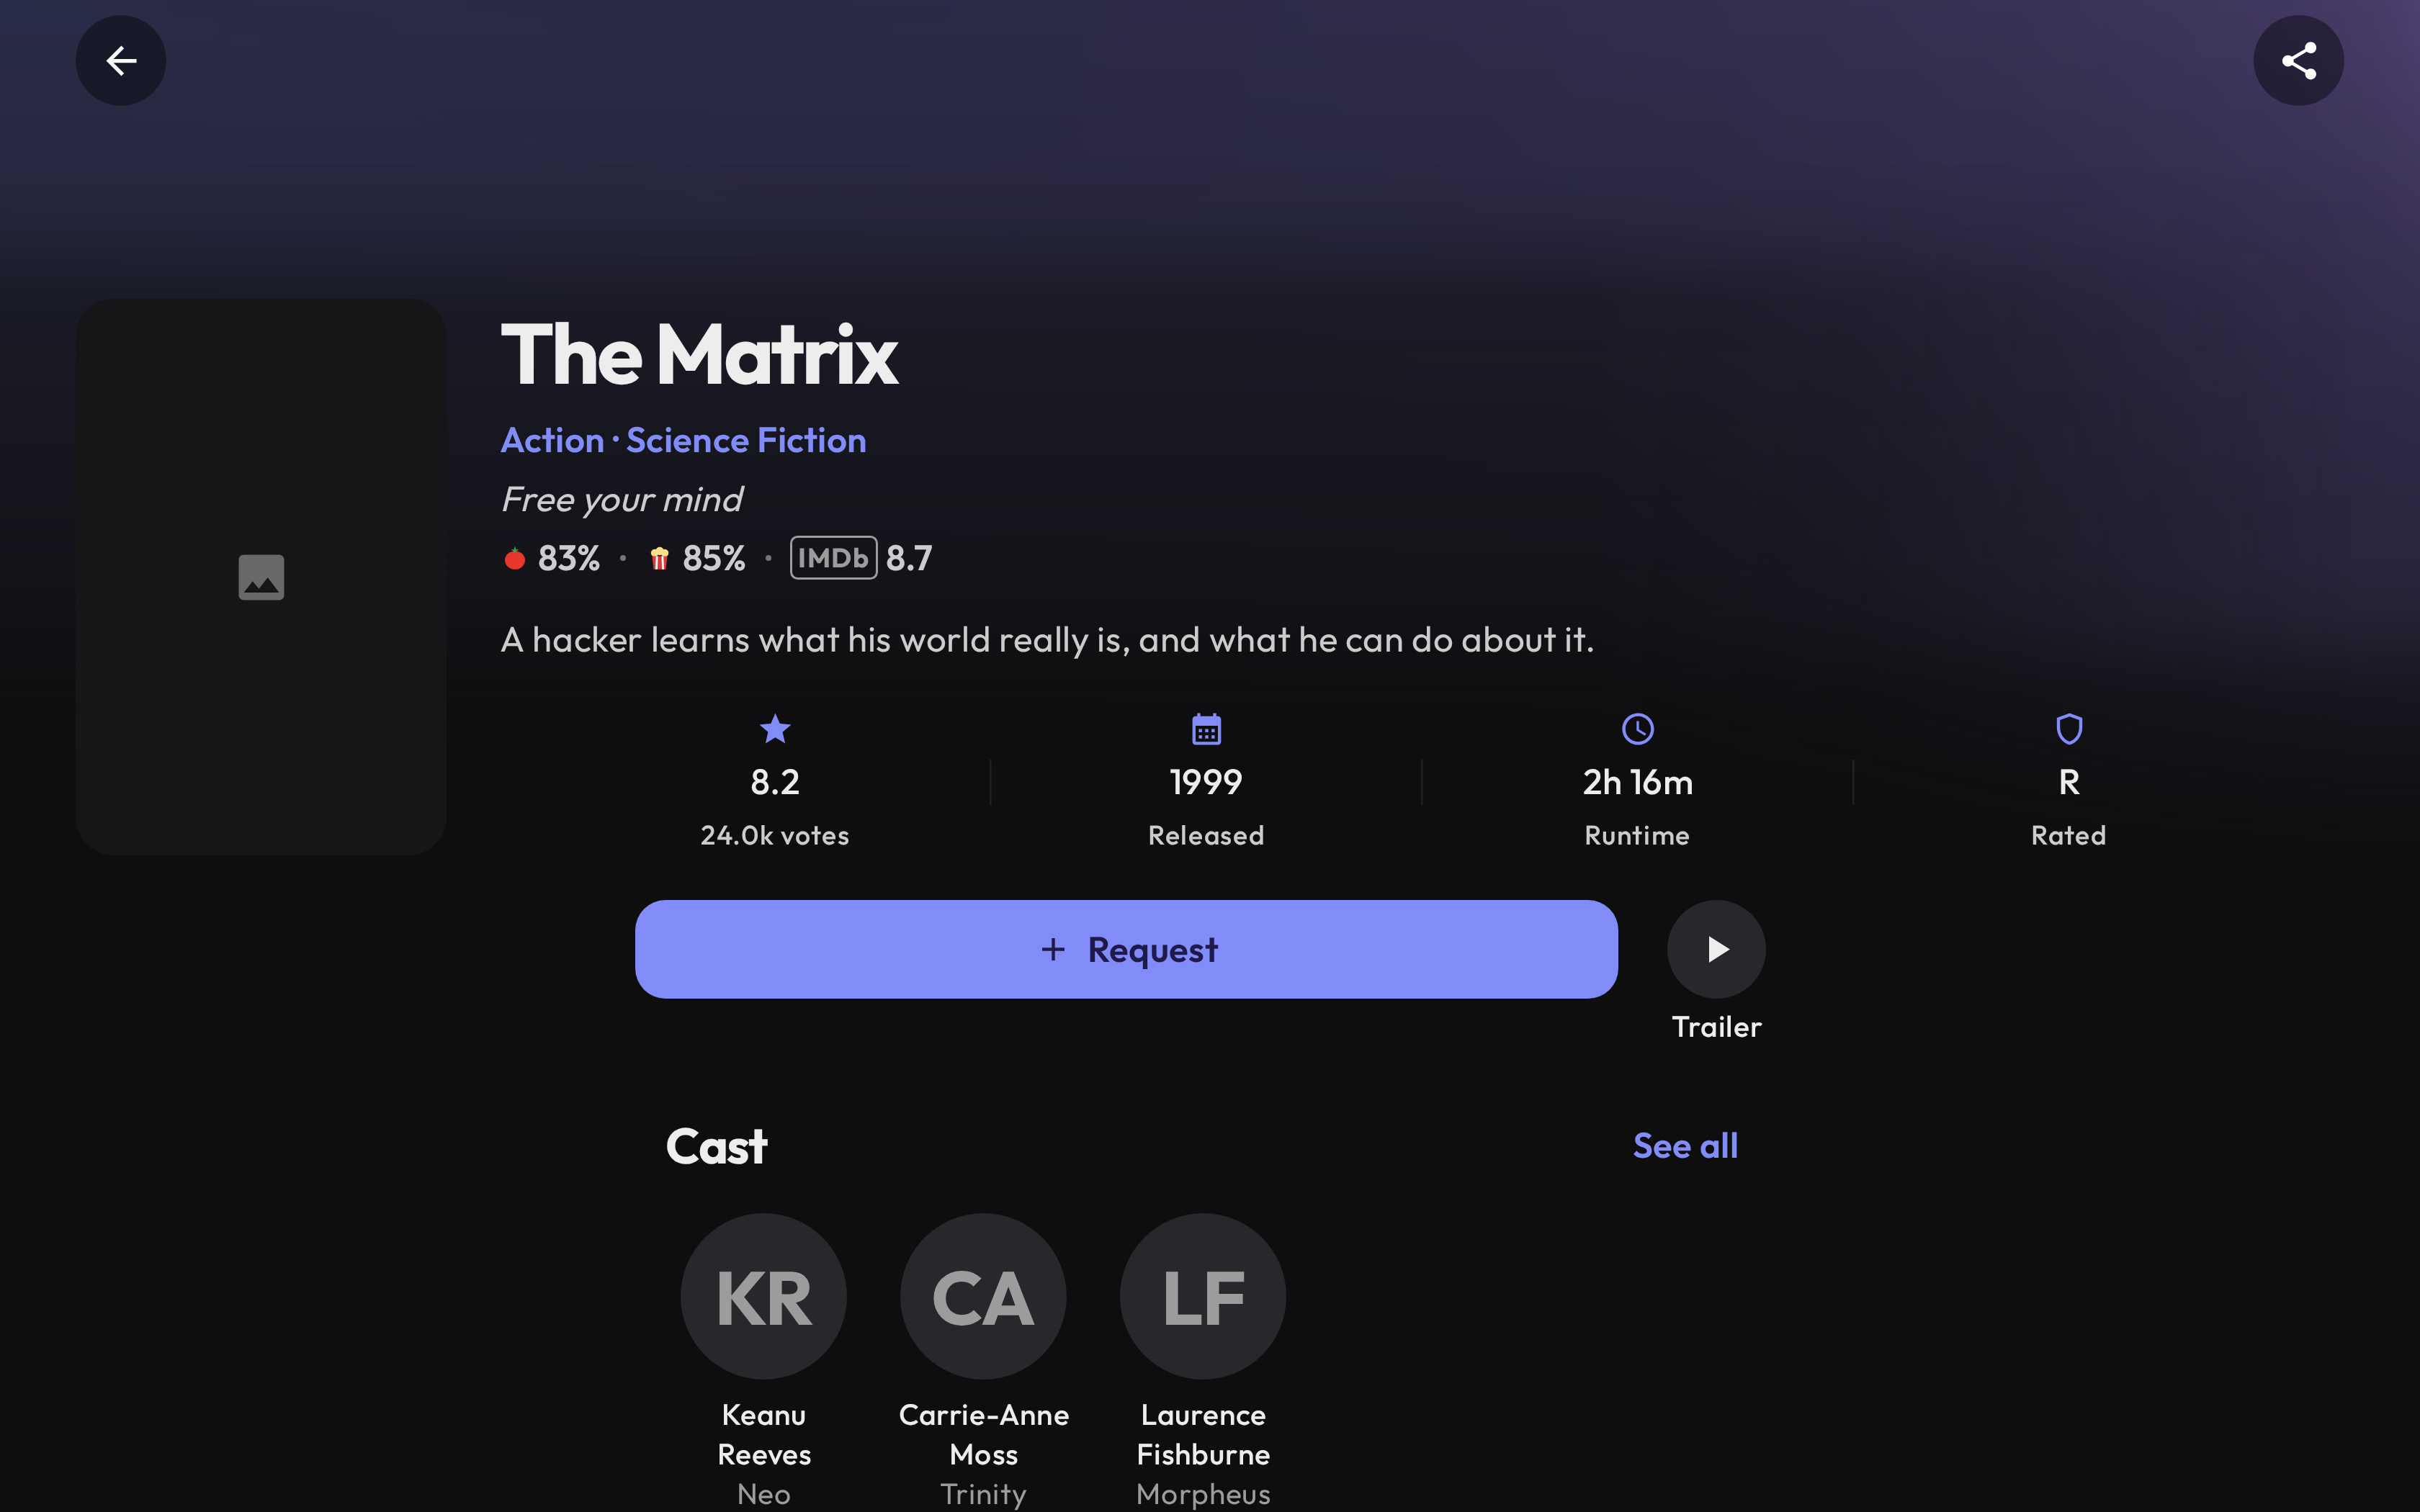 The Matrix
Action · Science Fiction
Free your mind
83% · 85% · IMDb 8.7
A hacker learns what his world really is, and what he can do about it.
8.2 1999 2h 16m R
24.0k votes Released Runtime Rated
+ Request
Trailer
Cast See all
KR CA LF
Keanu Carrie-Anne Laurence
Reeves Moss Fishburne
Neo Trinity Morpheus